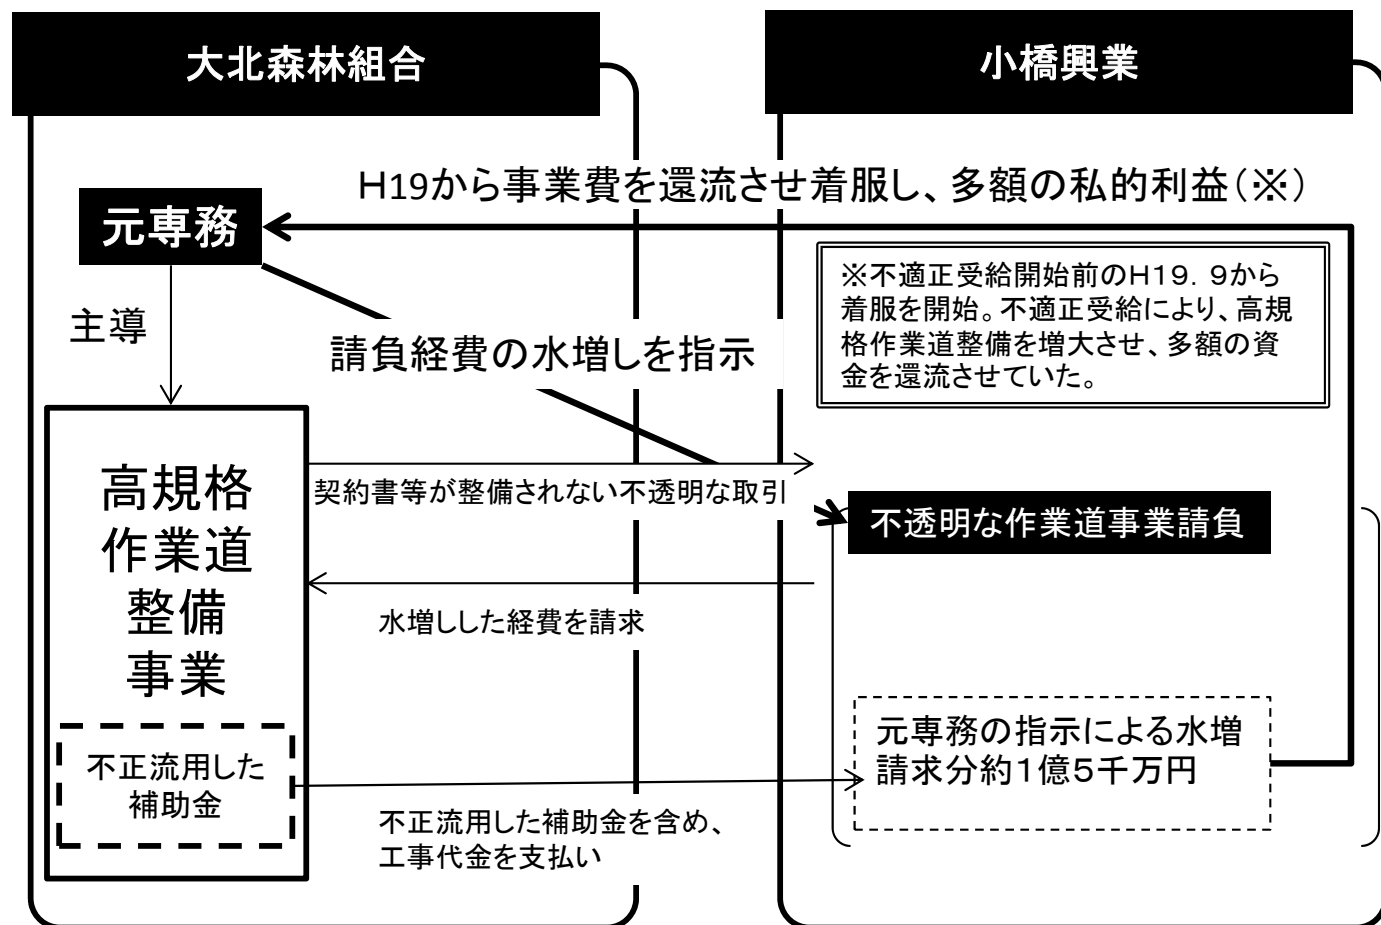 大北森林組合
小橋興業
H19から事業費を還流させ着服し、多額の私的利益(※)
元専務
※不適正受給開始前のH19．9から
着服を開始。不適正受給により、高規
格作業道整備を増大させ、多額の資
金を還流させていた。
主導
請負経費の水増しを指示
高規格
作業道
整備
事業
契約書等が整備されない不透明な取引
不透明な作業道事業請負
水増しした経費を請求
不正流用した
補助金
元専務の指示による水増
請求分約1億5千万円
不正流用した補助金を含め、
工事代金を支払い